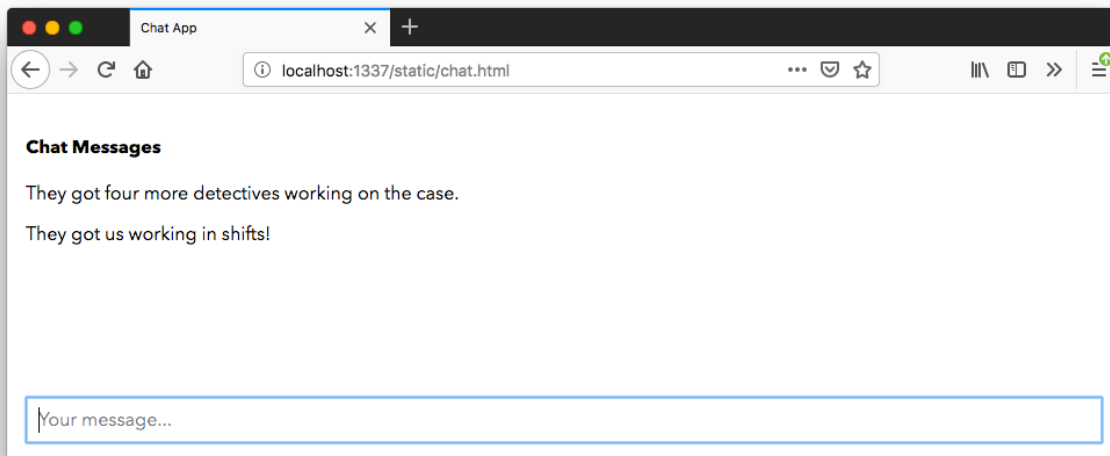 Chat App
localhost:1337/static/chat.html
Chat Messages
They got four more detectives working on the case.
They got us working in shifts!
Your message...